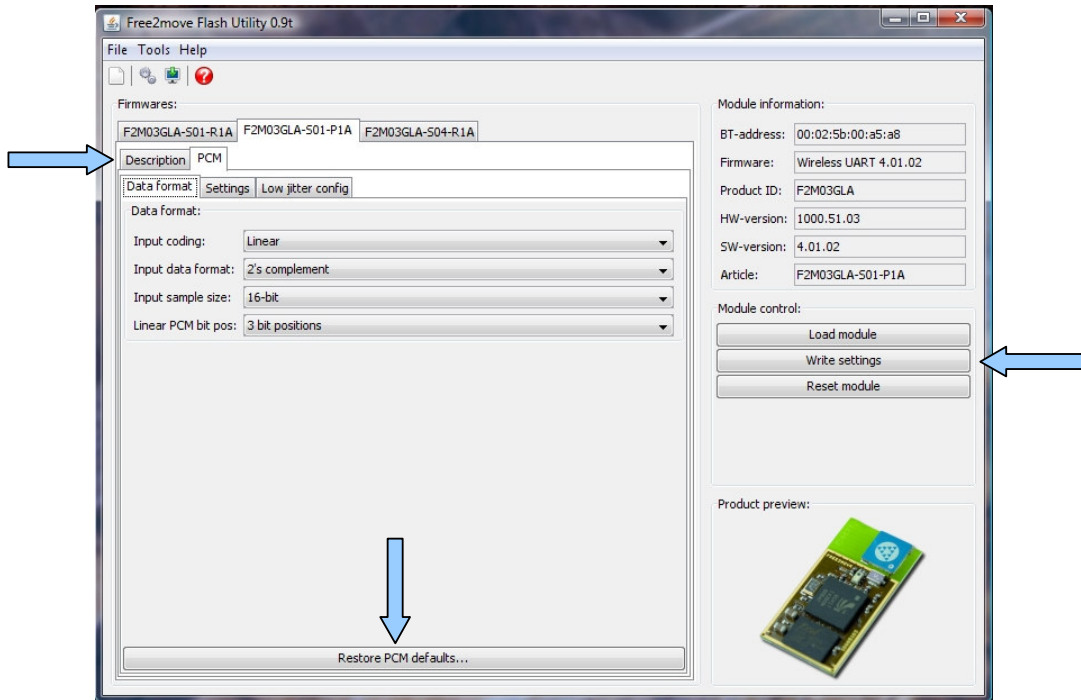 Free2move Flash Utility 0.9t
File Tools Help
Firmwares:
F2M03GLA-S01-R1A F2M03GLA-S01-P1A F2M03GLA-S04-R1A
Description PCM
Data format Settings Low jitter config
Data format:
Input coding: Linear
Input data format: 2's complement
Input sample size: 16-bit
Linear PCM bit pos: 3 bit positions
Restore PCM defaults...
Module information:
BT-address: 00:02:5b:00:a5:a8
Firmware: Wireless UART 4.01.02
Product ID: F2M03GLA
HW-version: 1000.51.03
SW-version: 4.01.02
Article: F2M03GLA-S01-P1A
Module control:
Load module
Write settings
Reset module
Product preview:
FREE2MOVE